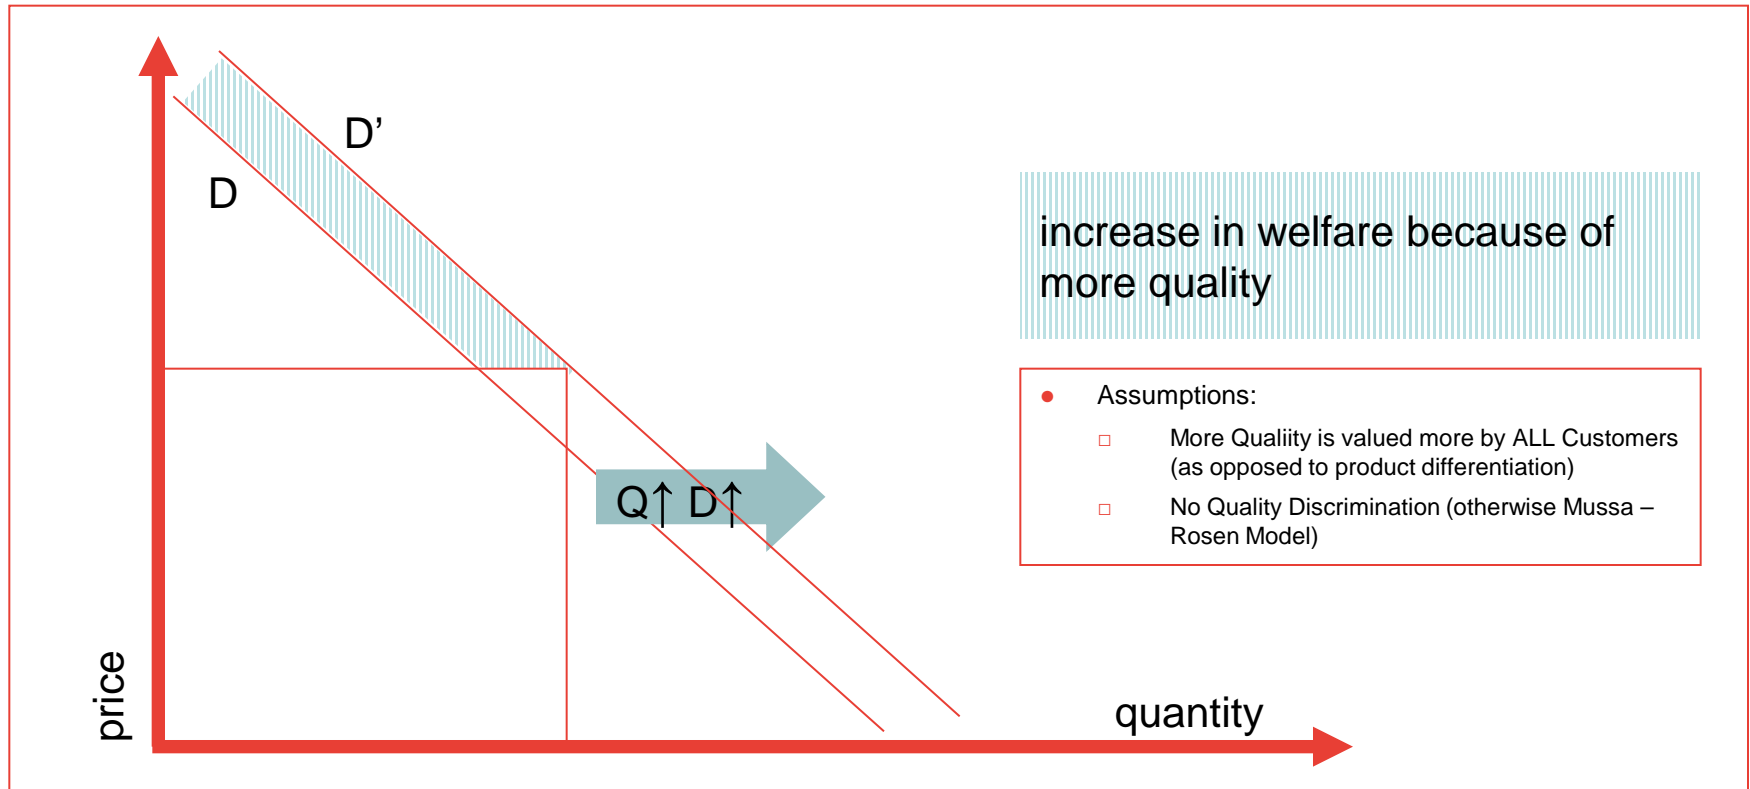 D’
D
increase in welfare because of
more quality
● Assumptions:
□ More Qualiity is valued more by ALL Customers
(as opposed to product differentiation)
□ No Quality Discrimination (otherwise Mussa –
Rosen Model)
Q↑ D↑
price
quantity